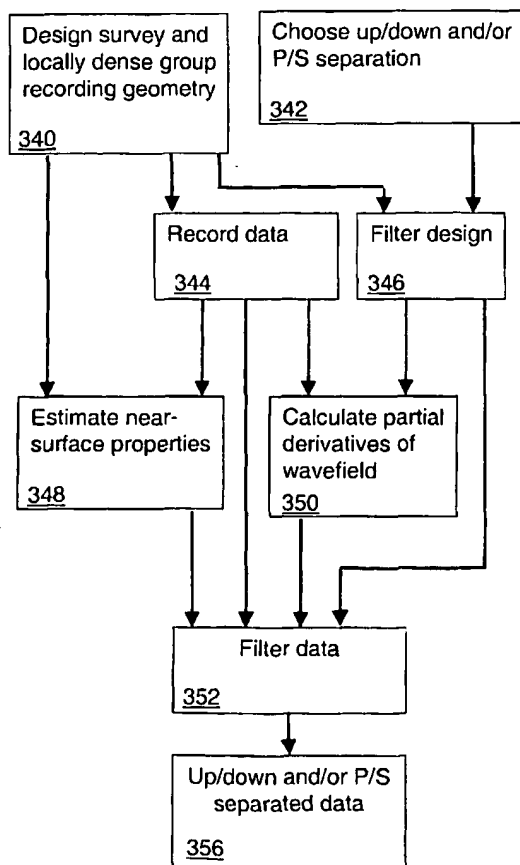 Design survey and
locally dense group
recording geometry
340
Choose up/down and/or
P/S separation
342
Record data
344
Filter design
346
Estimate near-
surface properties
348
Calculate partial
derivatives of
wavefield
350
Filter data
352
Up/down and/or P/S
separated data
356